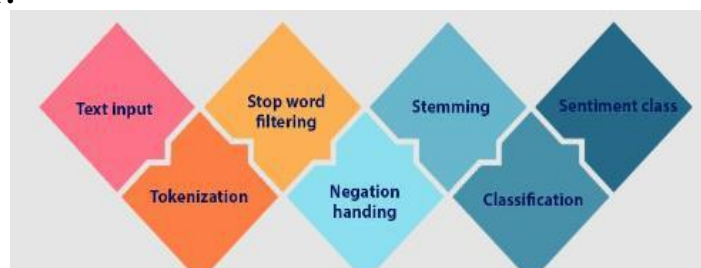 Text input
Tokenization
Stop word
filtering
Negation
handing
Stemming
Classification
Sentiment class